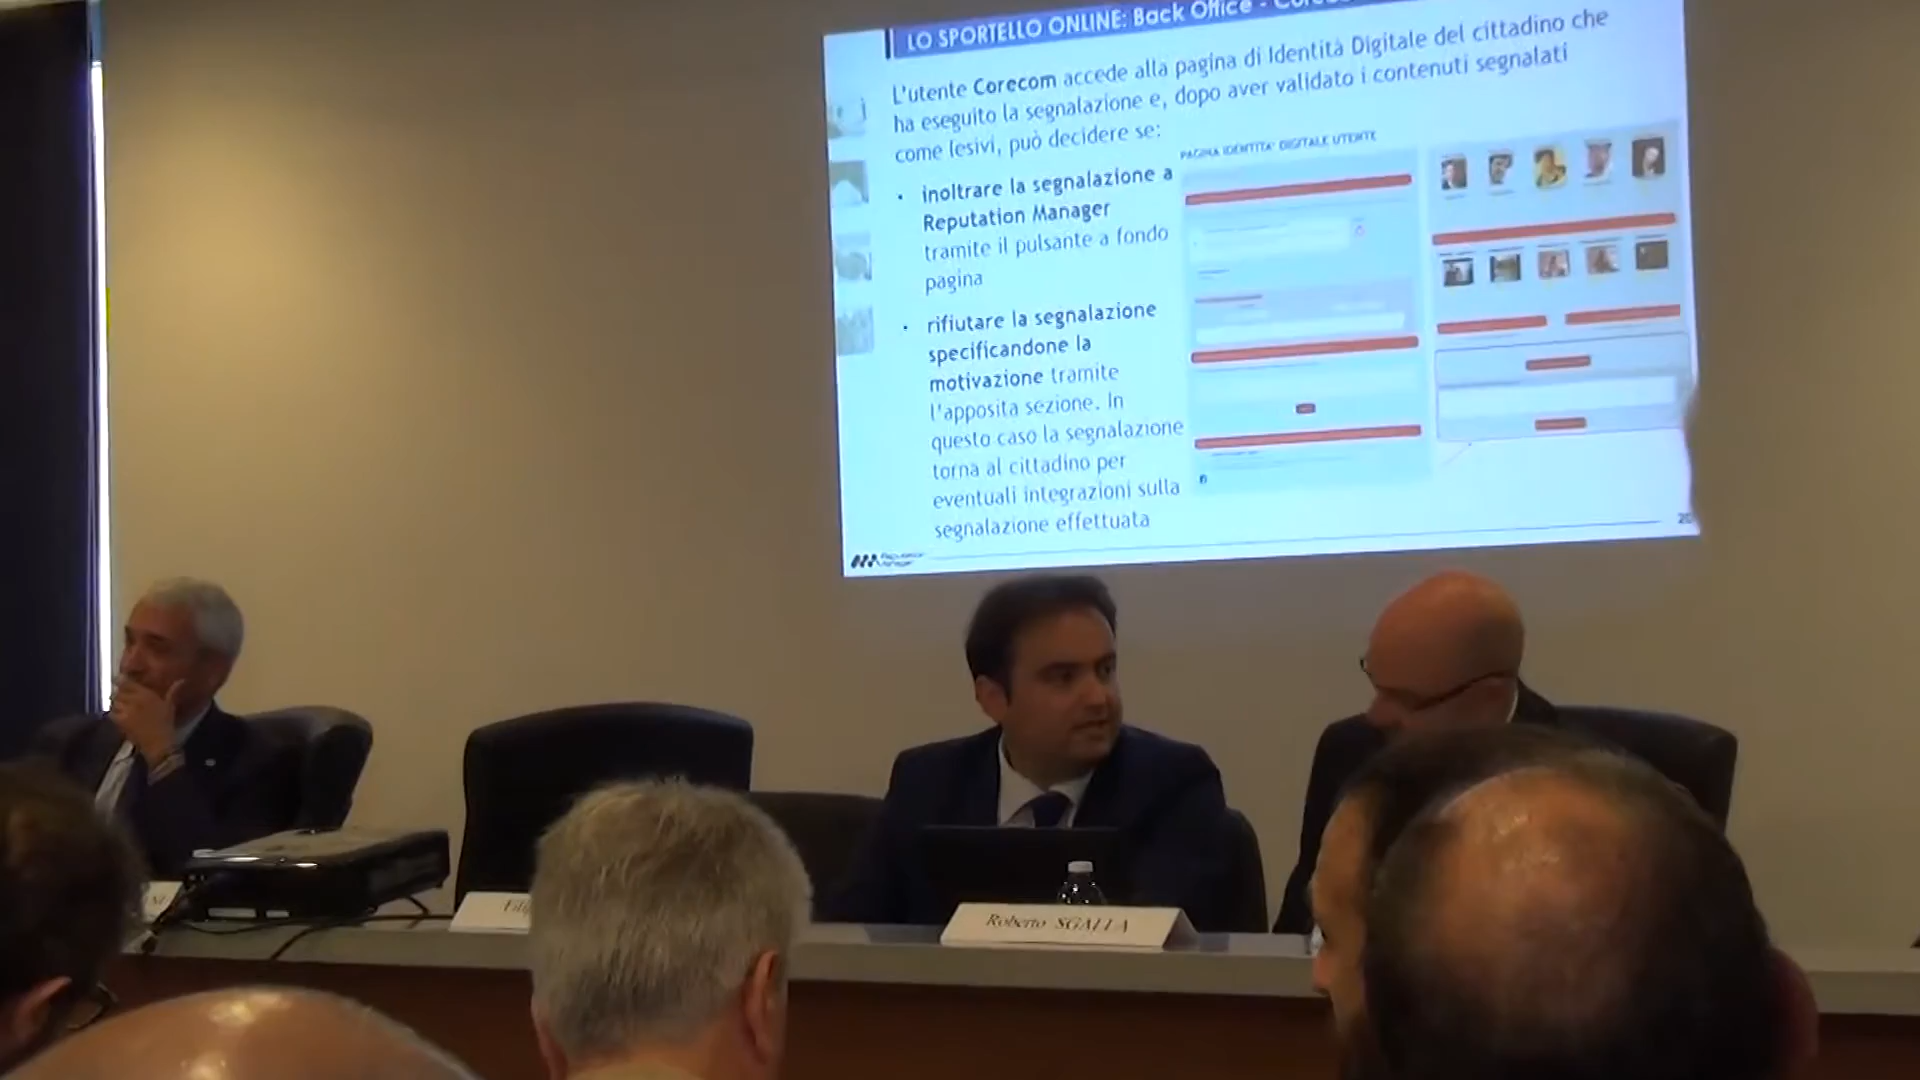 LO SPORTELLO ONLINE: Back Office -
L'utente Corecom accede alla pagina di Identità Digitale del cittadino che
ha eseguito la segnalazione e, dopo aver validato i contenuti segnalati
come lesivi, può decidere se:
PAGINA IDENTITA' DIGITALE UTENTE
• inoltrare la segnalazione a
Reputation Manager
tramite il pulsante a fondo
pagina
• rifiutare la segnalazione
specificandone la
motivazione tramite
l'apposita sezione. In
questo caso la segnalazione
torna al cittadino per
eventuali integrazioni sulla
segnalazione effettuata
Reputation
Manager
Roberto SGALLA